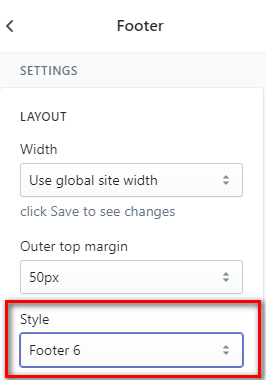 Footer
SETTINGS
LAYOUT
Width
Use global site width
click Save to see changes
Outer top margin
50px
Style
Footer 6